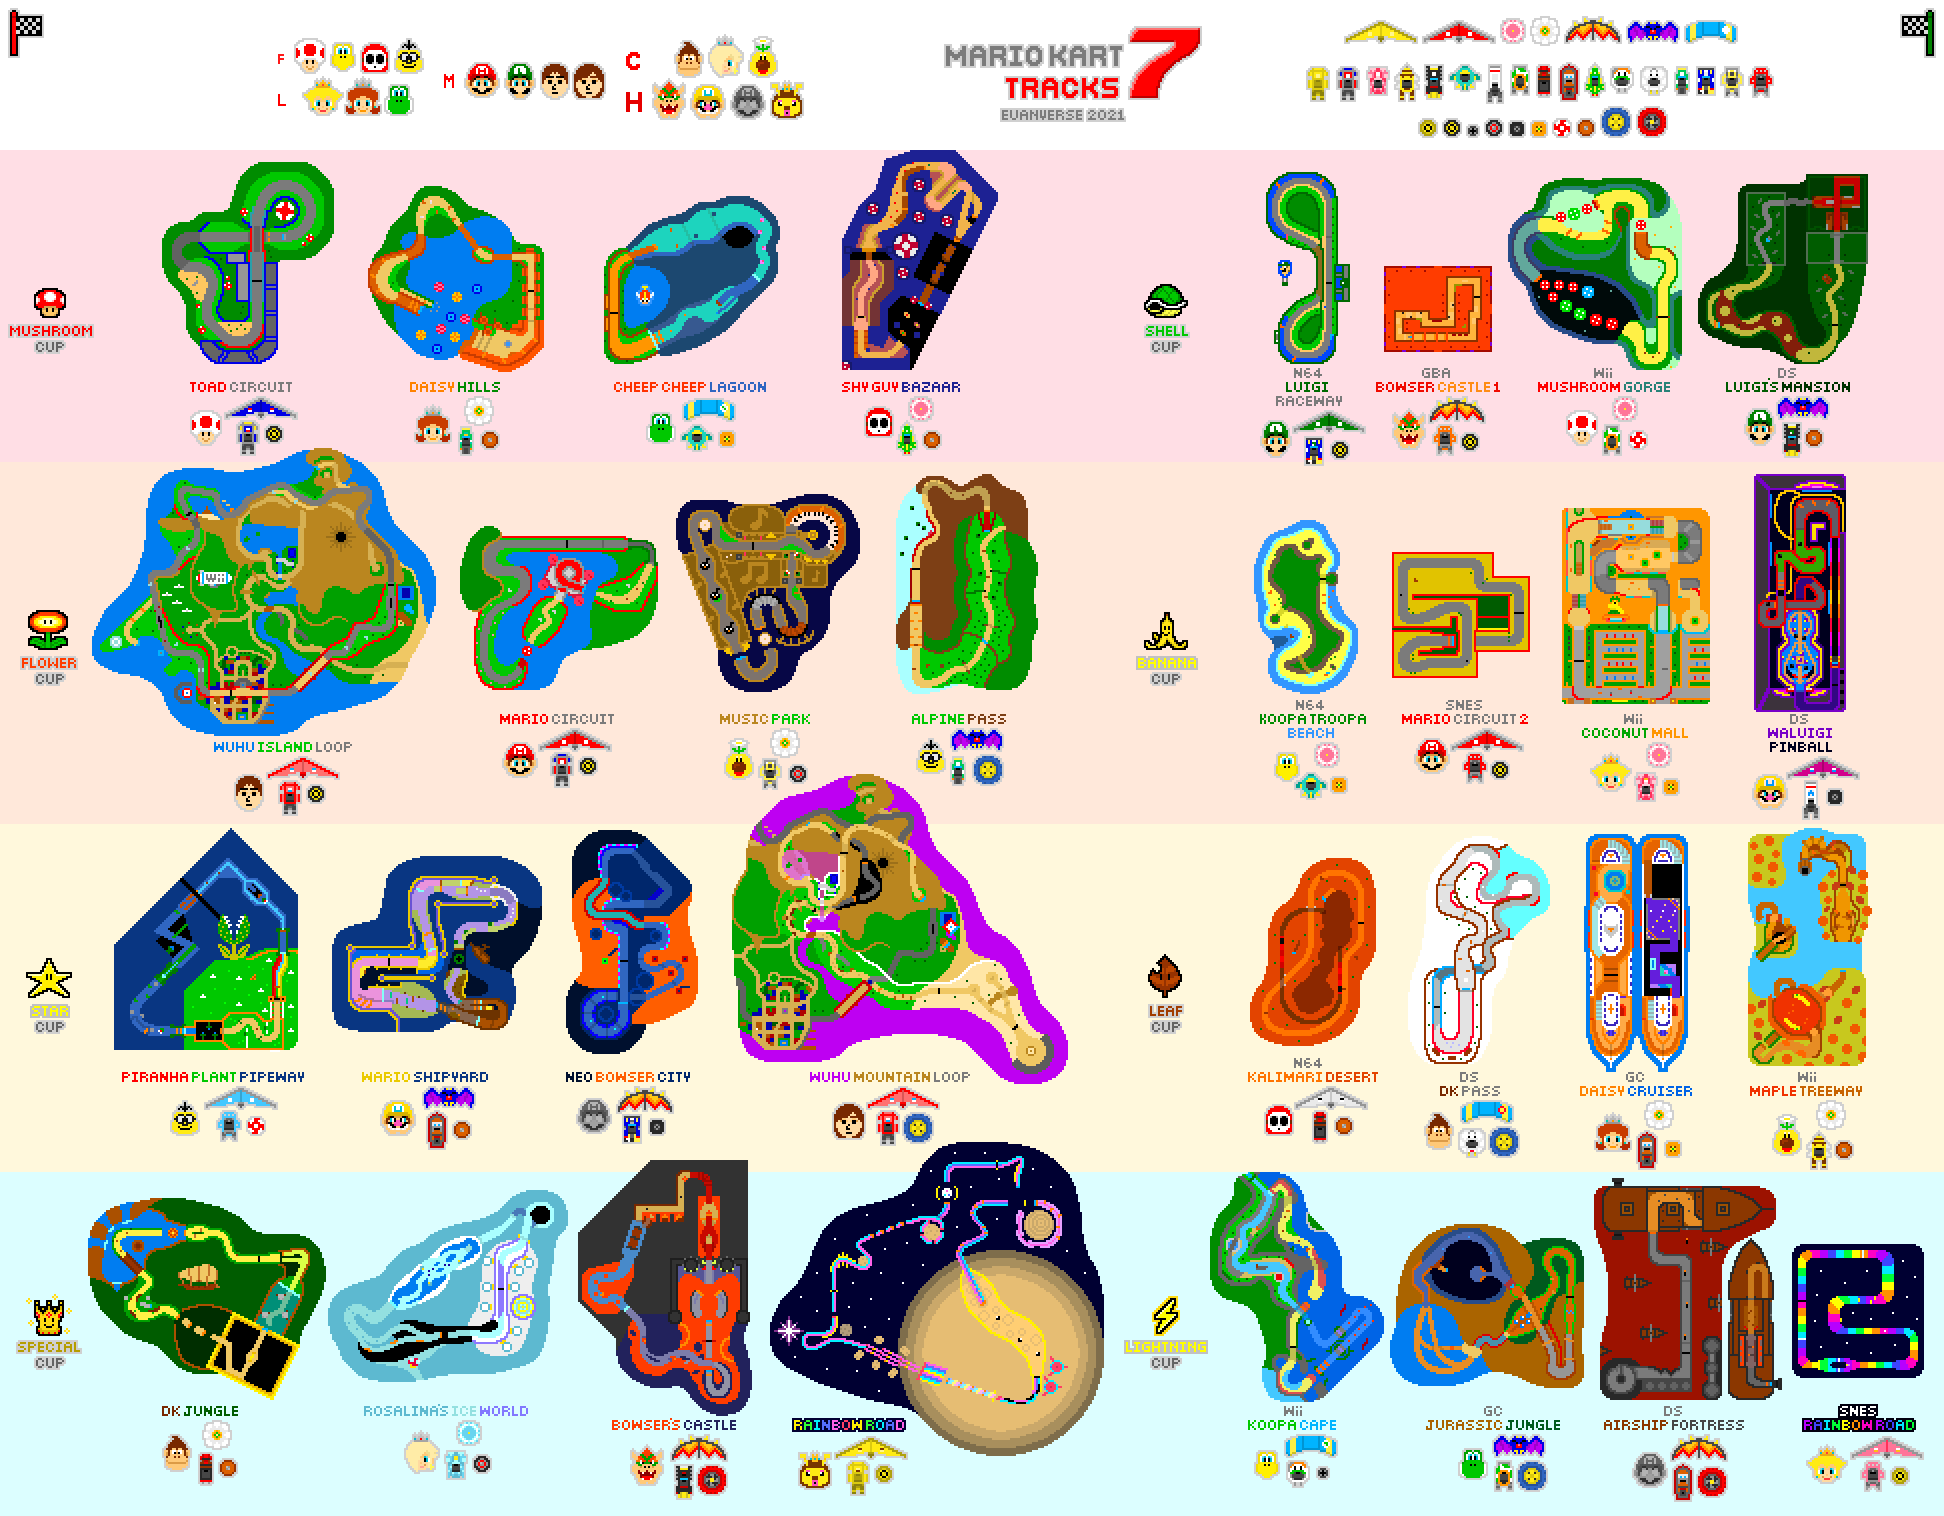 F
L
M
C
H
MARIO KART
7
TRACKS
EVANVERSE 2021
MUSHROOM
CUP
TOAD CIRCUIT
DAISY HILLS
CHEEP CHEEP LAGOON
SHY GUY BAZAAR
SHELL
CUP
N64
LUIGI
RACEWAY
GBA
BOWSER CASTLE 1
Wii
MUSHROOM GORGE
DS
LUIGI'S MANSION
FLOWER
CUP
Wii
WUHU ISLAND LOOP
MARIO CIRCUIT
MUSIC PARK
ALPINE PASS
BANANA
CUP
N64
KOOPA TROOPA
BEACH
SNES
MARIO CIRCUIT 2
Wii
COCONUT MALL
DS
WALUIGI
PINBALL
STAR
CUP
PIRANHA PLANT PIPEWAY
WARIO SHIPYARD
NEO BOWSER CITY
WUHU MOUNTAIN LOOP
LEAF
CUP
N64
KALIMARI DESERT
DS
DK PASS
GC
DAISY CRUISER
Wii
MAPLE TREEWAY
SPECIAL
CUP
DK JUNGLE
ROSALINA'S ICE WORLD
BOWSER'S CASTLE
RAINBOW ROAD
LIGHTNING
CUP
Wii
KOOPA CAPE
GC
JURASSIC JUNGLE
DS
AIRSHIP FORTRESS
SNES
RAINBOW ROAD